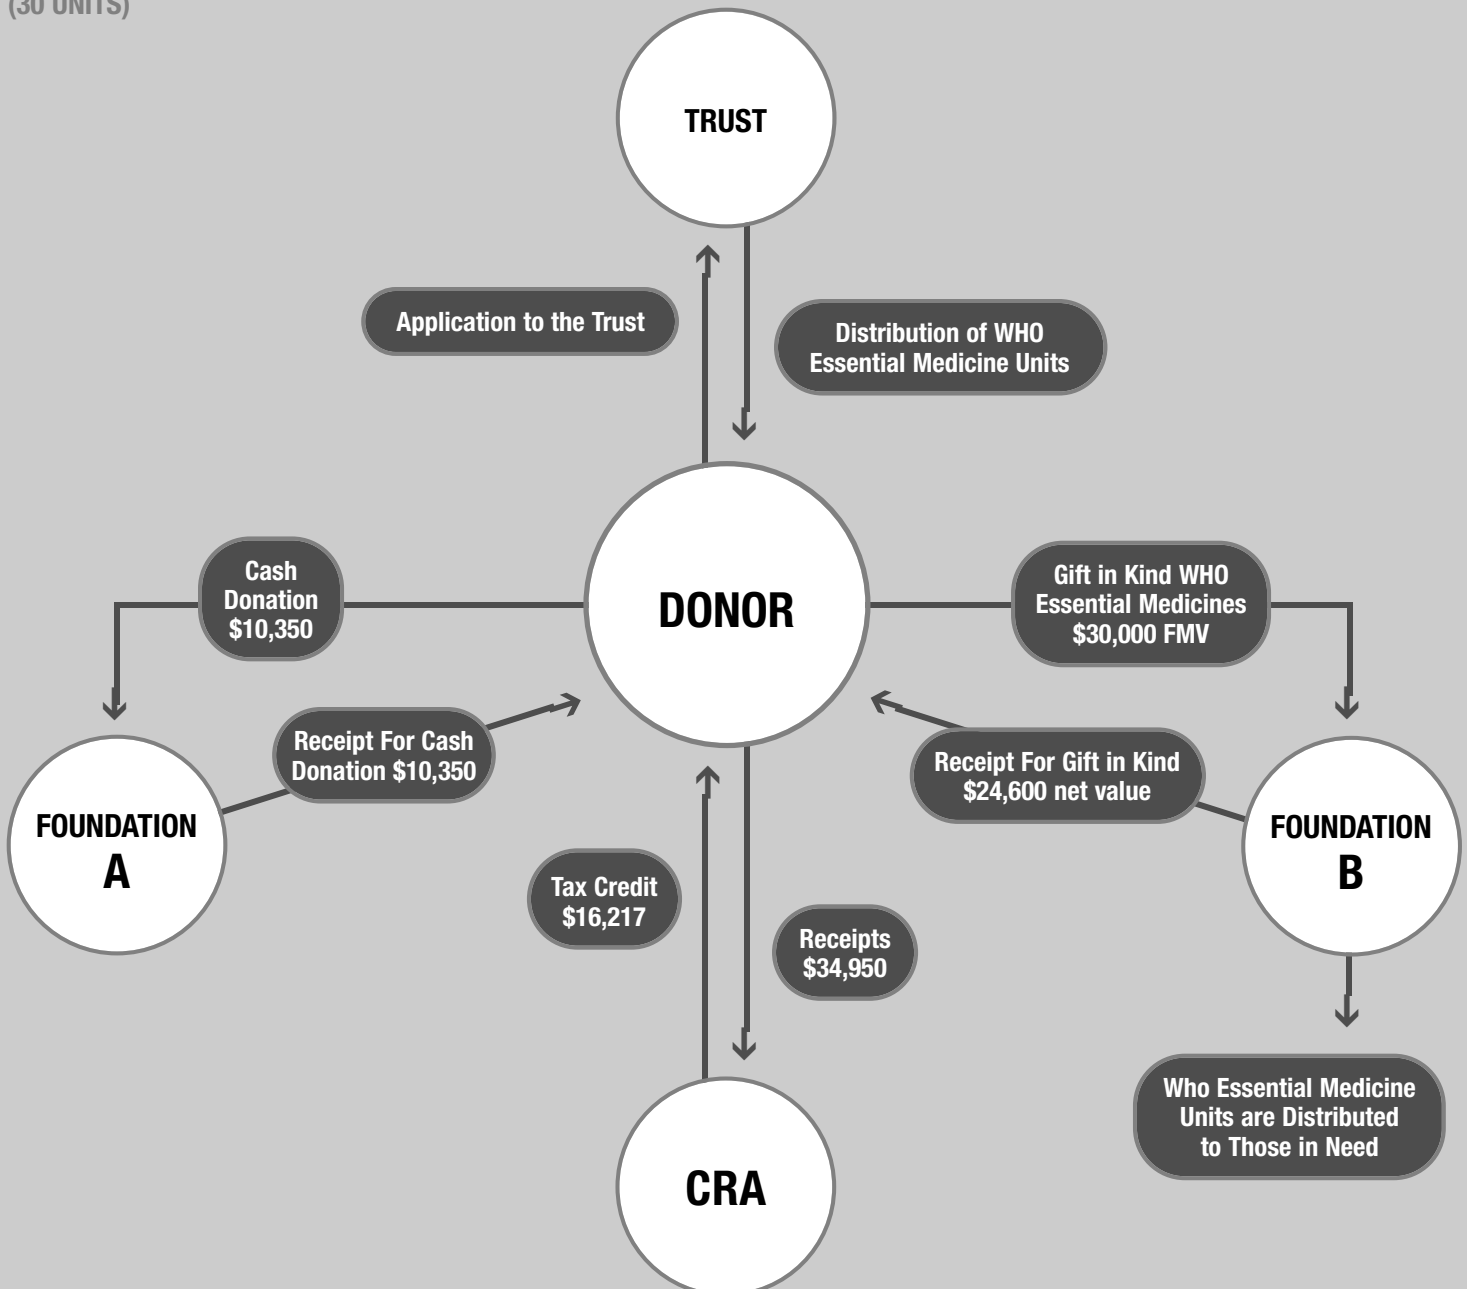 (30 UNITS)
TRUST
Application to the Trust
Distribution of WHO
Essential Medicine Units
Cash
Donation
$10,350
DONOR
Gift in Kind WHO
Essential Medicines
$30,000 FMV
Receipt For Cash
Donation $10,350
Receipt For Gift in Kind
$24,600 net value
FOUNDATION
A
FOUNDATION
B
Tax Credit
$16,217
Receipts
$34,950
Who Essential Medicine
Units are Distributed
to Those in Need
CRA